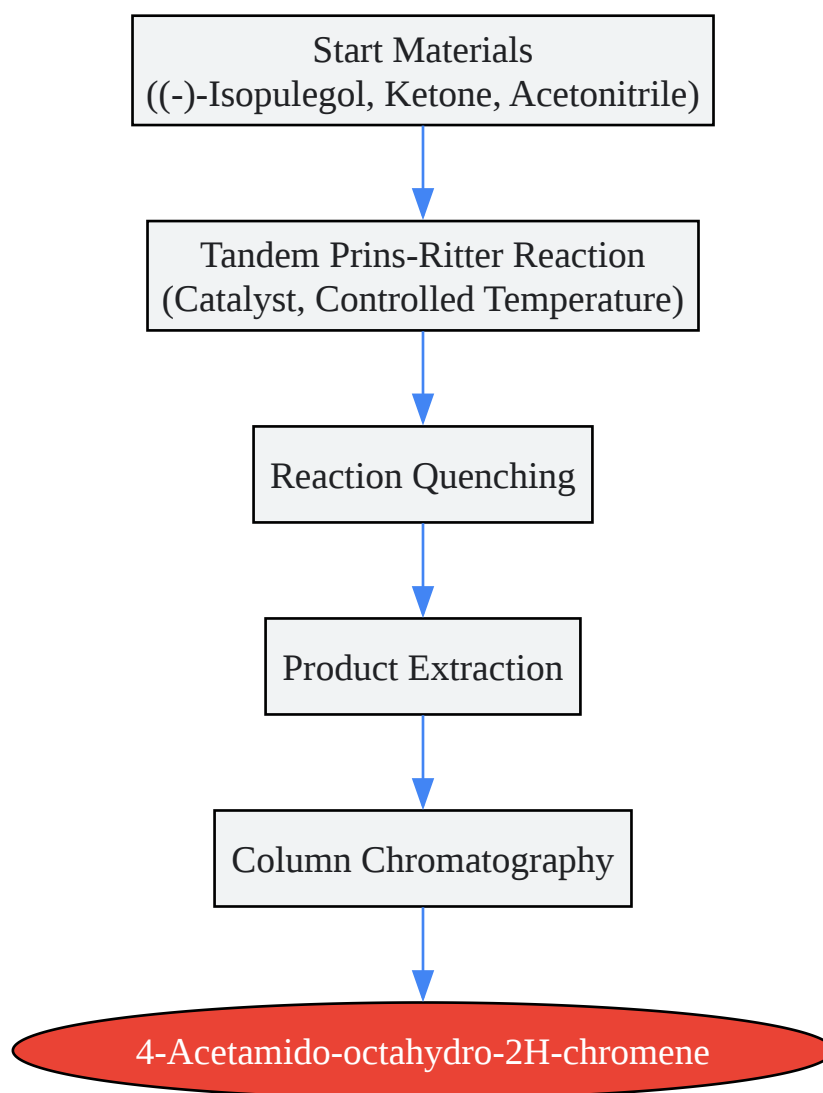 Start Materials
((-)-Isopulegol, Ketone, Acetonitrile)
Tandem Prins-Ritter Reaction
(Catalyst, Controlled Temperature)
Reaction Quenching
Product Extraction
Column Chromatography
4-Acetamido-octahydro-2H-chromene